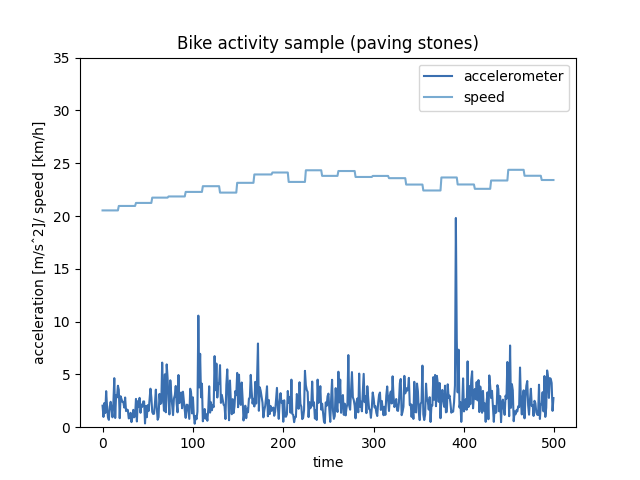 Bike activity sample (paving stones)
accelerometer
speed
35
30
25
20
15
10
5
0
acceleration [m/s^2]/ speed [km/h]
0 100 200 300 400 500
time